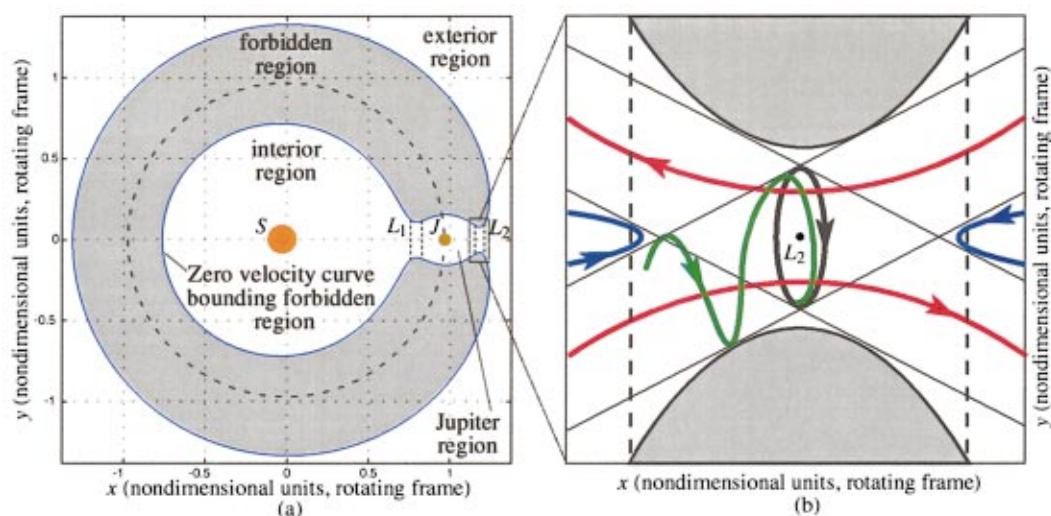 forbidden
region
exterior
region
interior
region
S
L1
J
L2
Zero velocity curve
bounding forbidden
region
Jupiter
region
1
0.5
0
-0.5
-1
-1
-0.5
0
0.5
1
y (nondimensional units, rotating frame)
x (nondimensional units, rotating frame)
(a)
L2
y (nondimensional units, rotating frame)
x (nondimensional units, rotating frame)
(b)